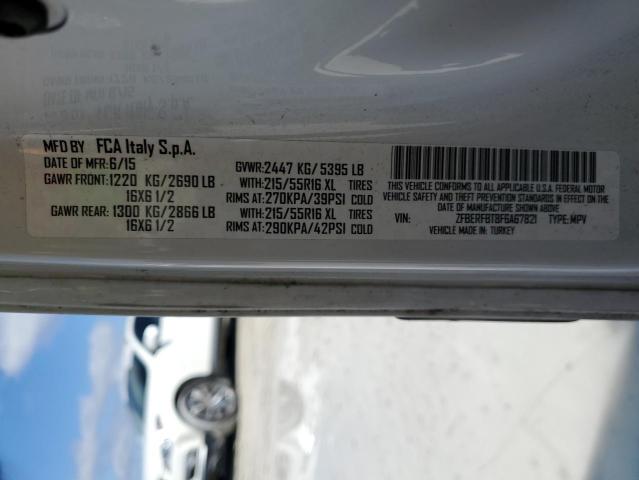 MFD BY FCA Italy S.p.A.
DATE OF MFR: 6/15 GVWR: 2447 KG/ 5395 LB
GAWR FRONT: 1220 KG/ 2690 LB WITH: 215/55R16 XL TIRES
16X6 1/2 RIMS AT: 270KPA/39PSI COLD
GAWR REAR: 1300 KG/ 2866 LB WITH: 215/55R16 XL TIRES
16X6 1/2 RIMS AT: 290KPA/42PSI COLD
THIS VEHICLE CONFORMS TO ALL APPLICABLE U.S.A. FEDERAL MOTOR
VEHICLE SAFETY AND THEFT PREVENTION STANDARDS IN EFFECT ON
THE DATE OF MANUFACTURE SHOWN ABOVE.
VIN: ZFBERFBT8F6A67821 TYPE: MPV
VEHICLE MADE IN: TURKEY